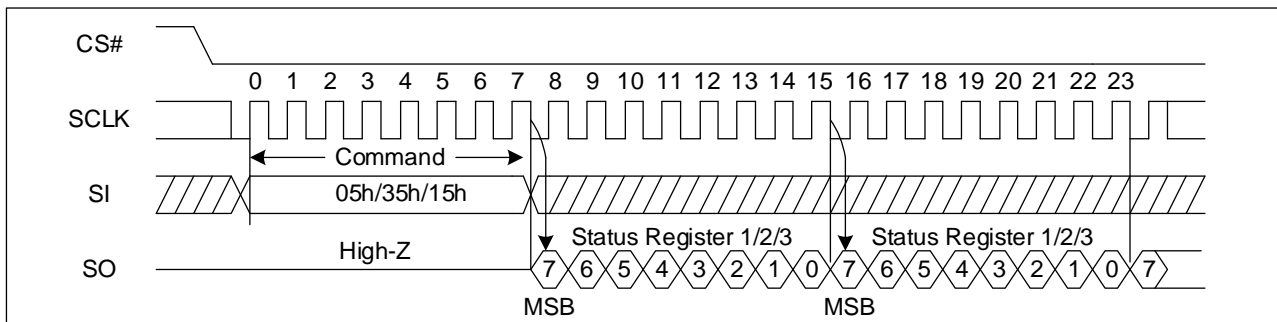 CS#
0 1 2 3 4 5 6 7 8 9 10 11 12 13 14 15 16 17 18 19 20 21 22 23
SCLK
Command
SI 05h/35h/15h
High-Z Status Register 1/2/3 Status Register 1/2/3
SO 7 6 5 4 3 2 1 0 7 6 5 4 3 2 1 0 7
MSB MSB